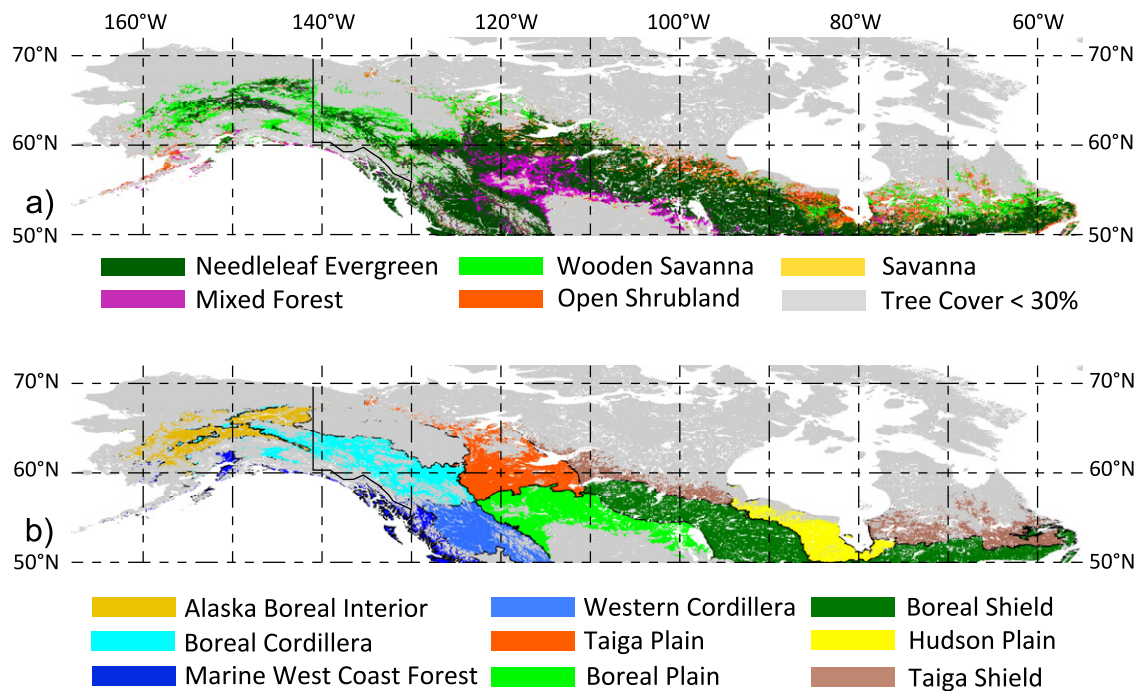 160°W 140°W 120°W 100°W 80°W 60°W
70°N 70°N
60°N 60°N
a)
50°N 50°N
Needleleaf Evergreen Wooden Savanna Savanna
Mixed Forest Open Shrubland Tree Cover < 30%
70°N 70°N
60°N 60°N
b)
50°N 50°N
Alaska Boreal Interior Western Cordillera Boreal Shield
Boreal Cordillera Taiga Plain Hudson Plain
Marine West Coast Forest Boreal Plain Taiga Shield